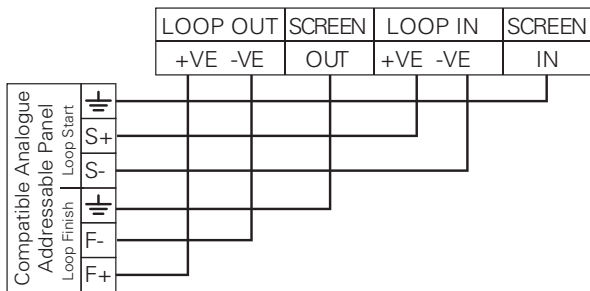 LOOP OUT SCREEN LOOP IN SCREEN
+VE -VE OUT +VE -VE IN
Compatible Analogue
Addressable Panel
Loop Start
Loop Finish
S+
S-
F-
F+